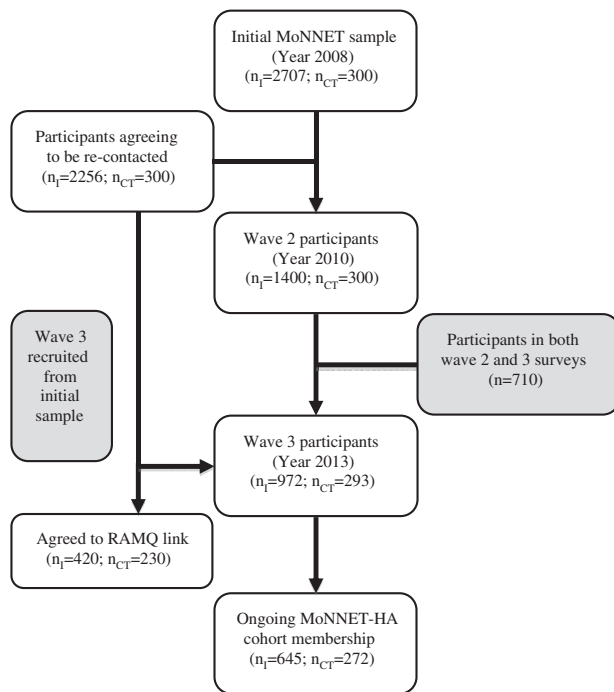 Initial MoNNET sample
(Year 2008)
(nI=2707; nCT=300)
Participants agreeing
to be re-contacted
(nI=2256; nCT=300)
Wave 2 participants
(Year 2010)
(nI=1400; nCT=300)
Wave 3
recruited
from
initial
sample
Participants in both
wave 2 and 3 surveys
(n=710)
Wave 3 participants
(Year 2013)
(nI=972; nCT=293)
Agreed to RAMQ link
(nI=420; nCT=230)
Ongoing MoNNET-HA
cohort membership
(nI=645; nCT=272)